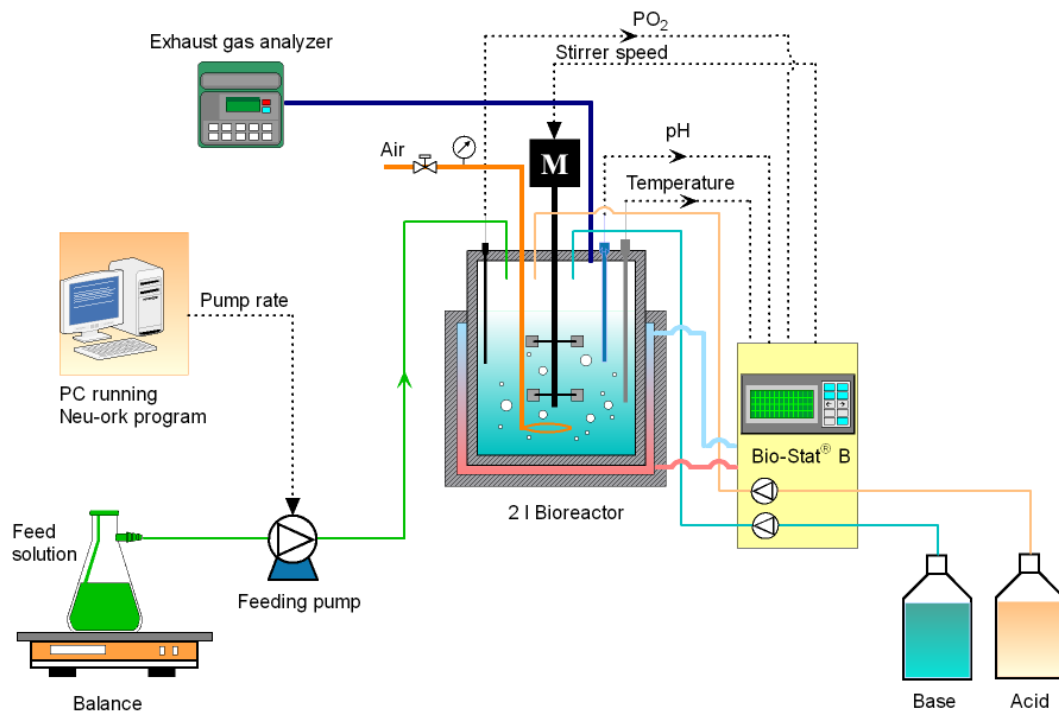 PO2
Exhaust gas analyzer
Stirrer speed
pH
Air
M
Temperature
Pump rate
PC running
Neu-ork program
Bio-Stat® B
2 l Bioreactor
Feed
solution
Feeding pump
Balance
Base
Acid